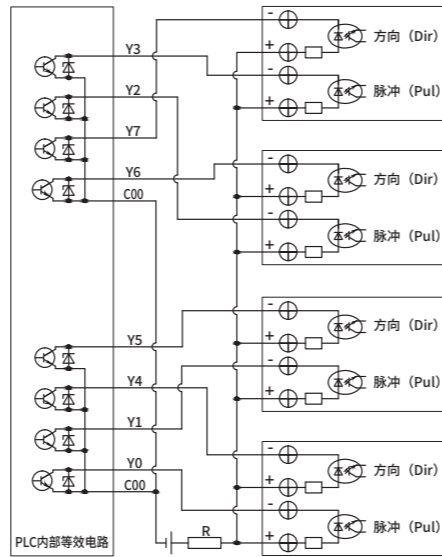 Y3
Y2
Y7
Y6
C00
Y5
Y4
Y1
Y0
C00
PLC内部等效电路
R
-
+ 方向（Dir）
-
+ 脉冲（Pul）
-
+ 方向（Dir）
-
+ 脉冲（Pul）
-
+ 方向（Dir）
-
+ 脉冲（Pul）
-
+ 方向（Dir）
-
+ 脉冲（Pul）